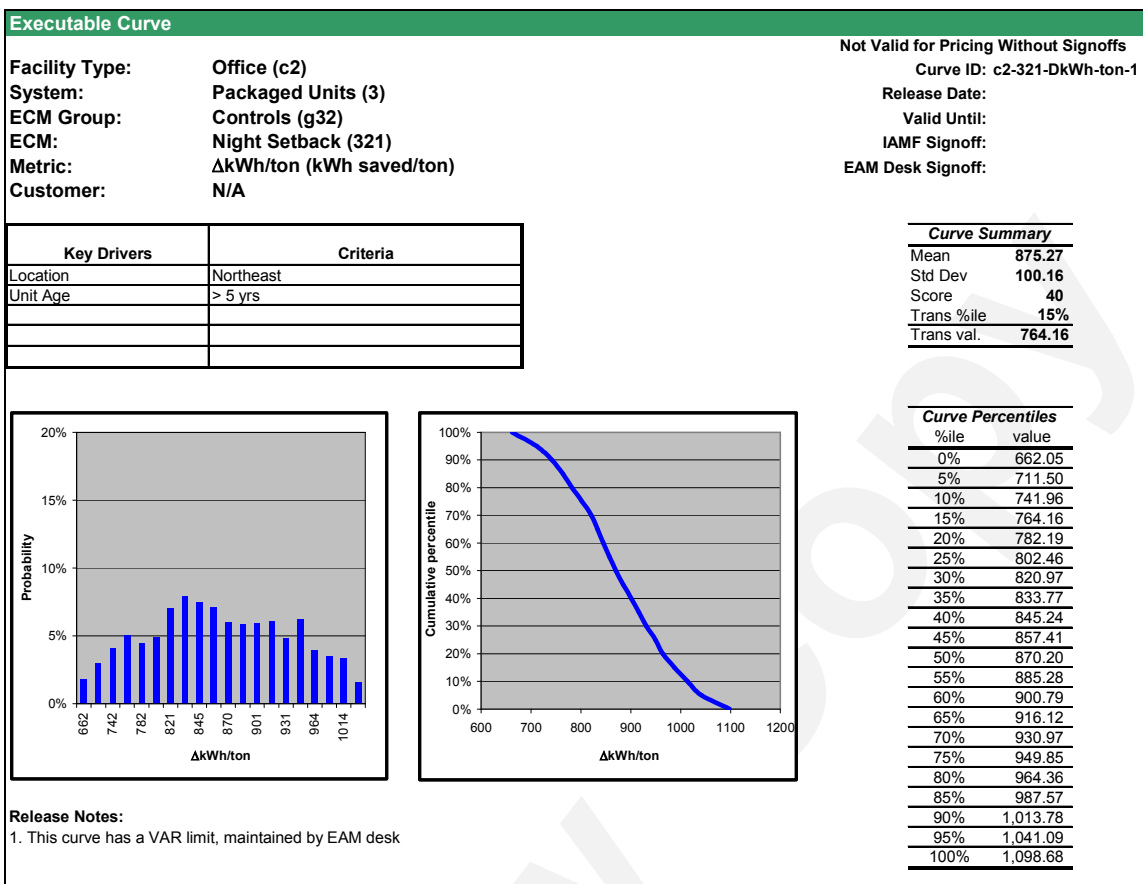 Executable Curve
Not Valid for Pricing Without Signoffs
Facility Type: Office (c2)
Curve ID: c2-321-DkWh-ton-1
System: Packaged Units (3)
Release Date:
ECM Group: Controls (g32)
Valid Until:
ECM: Night Setback (321)
IAMF Signoff:
Metric: ΔkWh/ton (kWh saved/ton)
EAM Desk Signoff:
Customer: N/A
Key Drivers Criteria
Location Northeast
Unit Age > 5 yrs
Curve Summary
Mean 875.27
Std Dev 100.16
Score 40
Trans %ile 15%
Trans val. 764.16
20%
15%
10%
5%
0%
Probability
662 742 782 821 845 870 901 931 964 1014
ΔkWh/ton
100%
90%
80%
70%
60%
50%
40%
30%
20%
10%
0%
Cumulative percentile
600 700 800 900 1000 1100 1200
ΔkWh/ton
Curve Percentiles
%ile value
0% 662.05
5% 711.50
10% 741.96
15% 764.16
20% 782.19
25% 802.46
30% 820.97
35% 833.77
40% 845.24
45% 857.41
50% 870.20
55% 885.28
60% 900.79
65% 916.12
70% 930.97
75% 949.85
80% 964.36
85% 987.57
90% 1,013.78
95% 1,041.09
100% 1,098.68
Release Notes:
1. This curve has a VAR limit, maintained by EAM desk